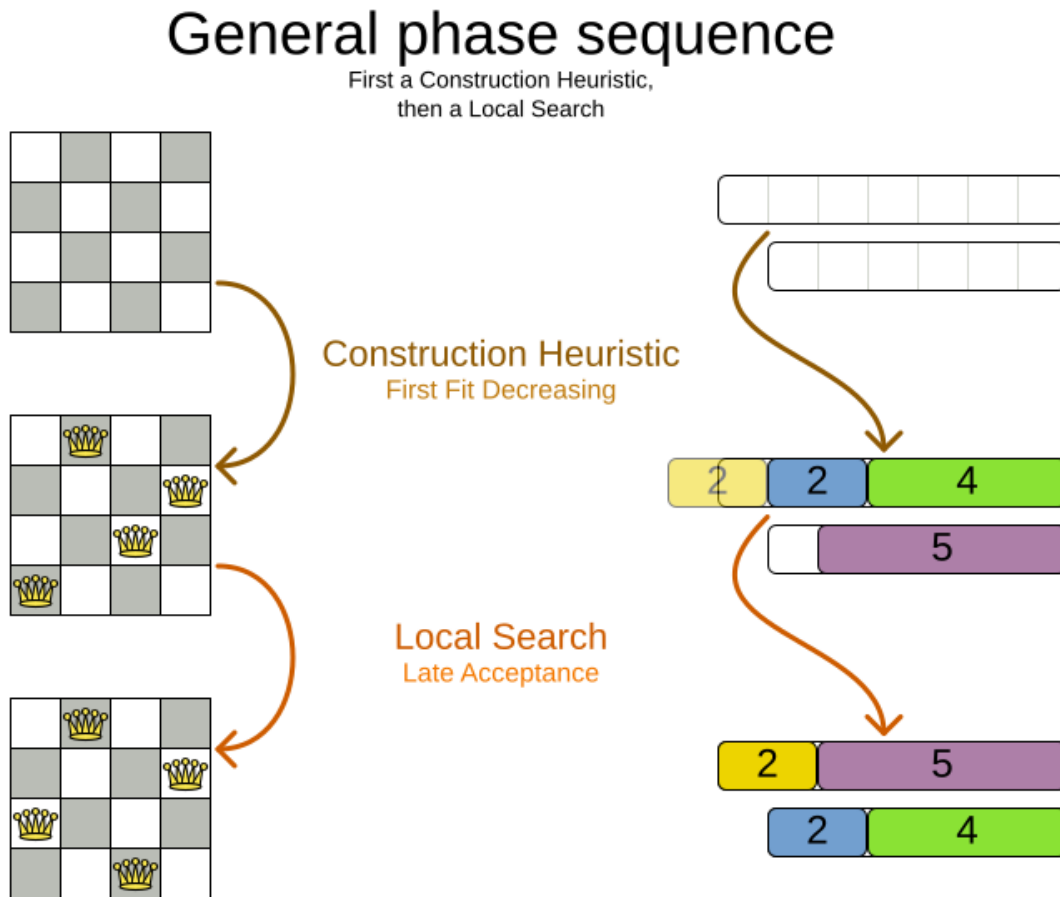 General phase sequence
First a Construction Heuristic,
then a Local Search
Construction Heuristic
First Fit Decreasing
2 2 4
5
Local Search
Late Acceptance
2 5
2 4